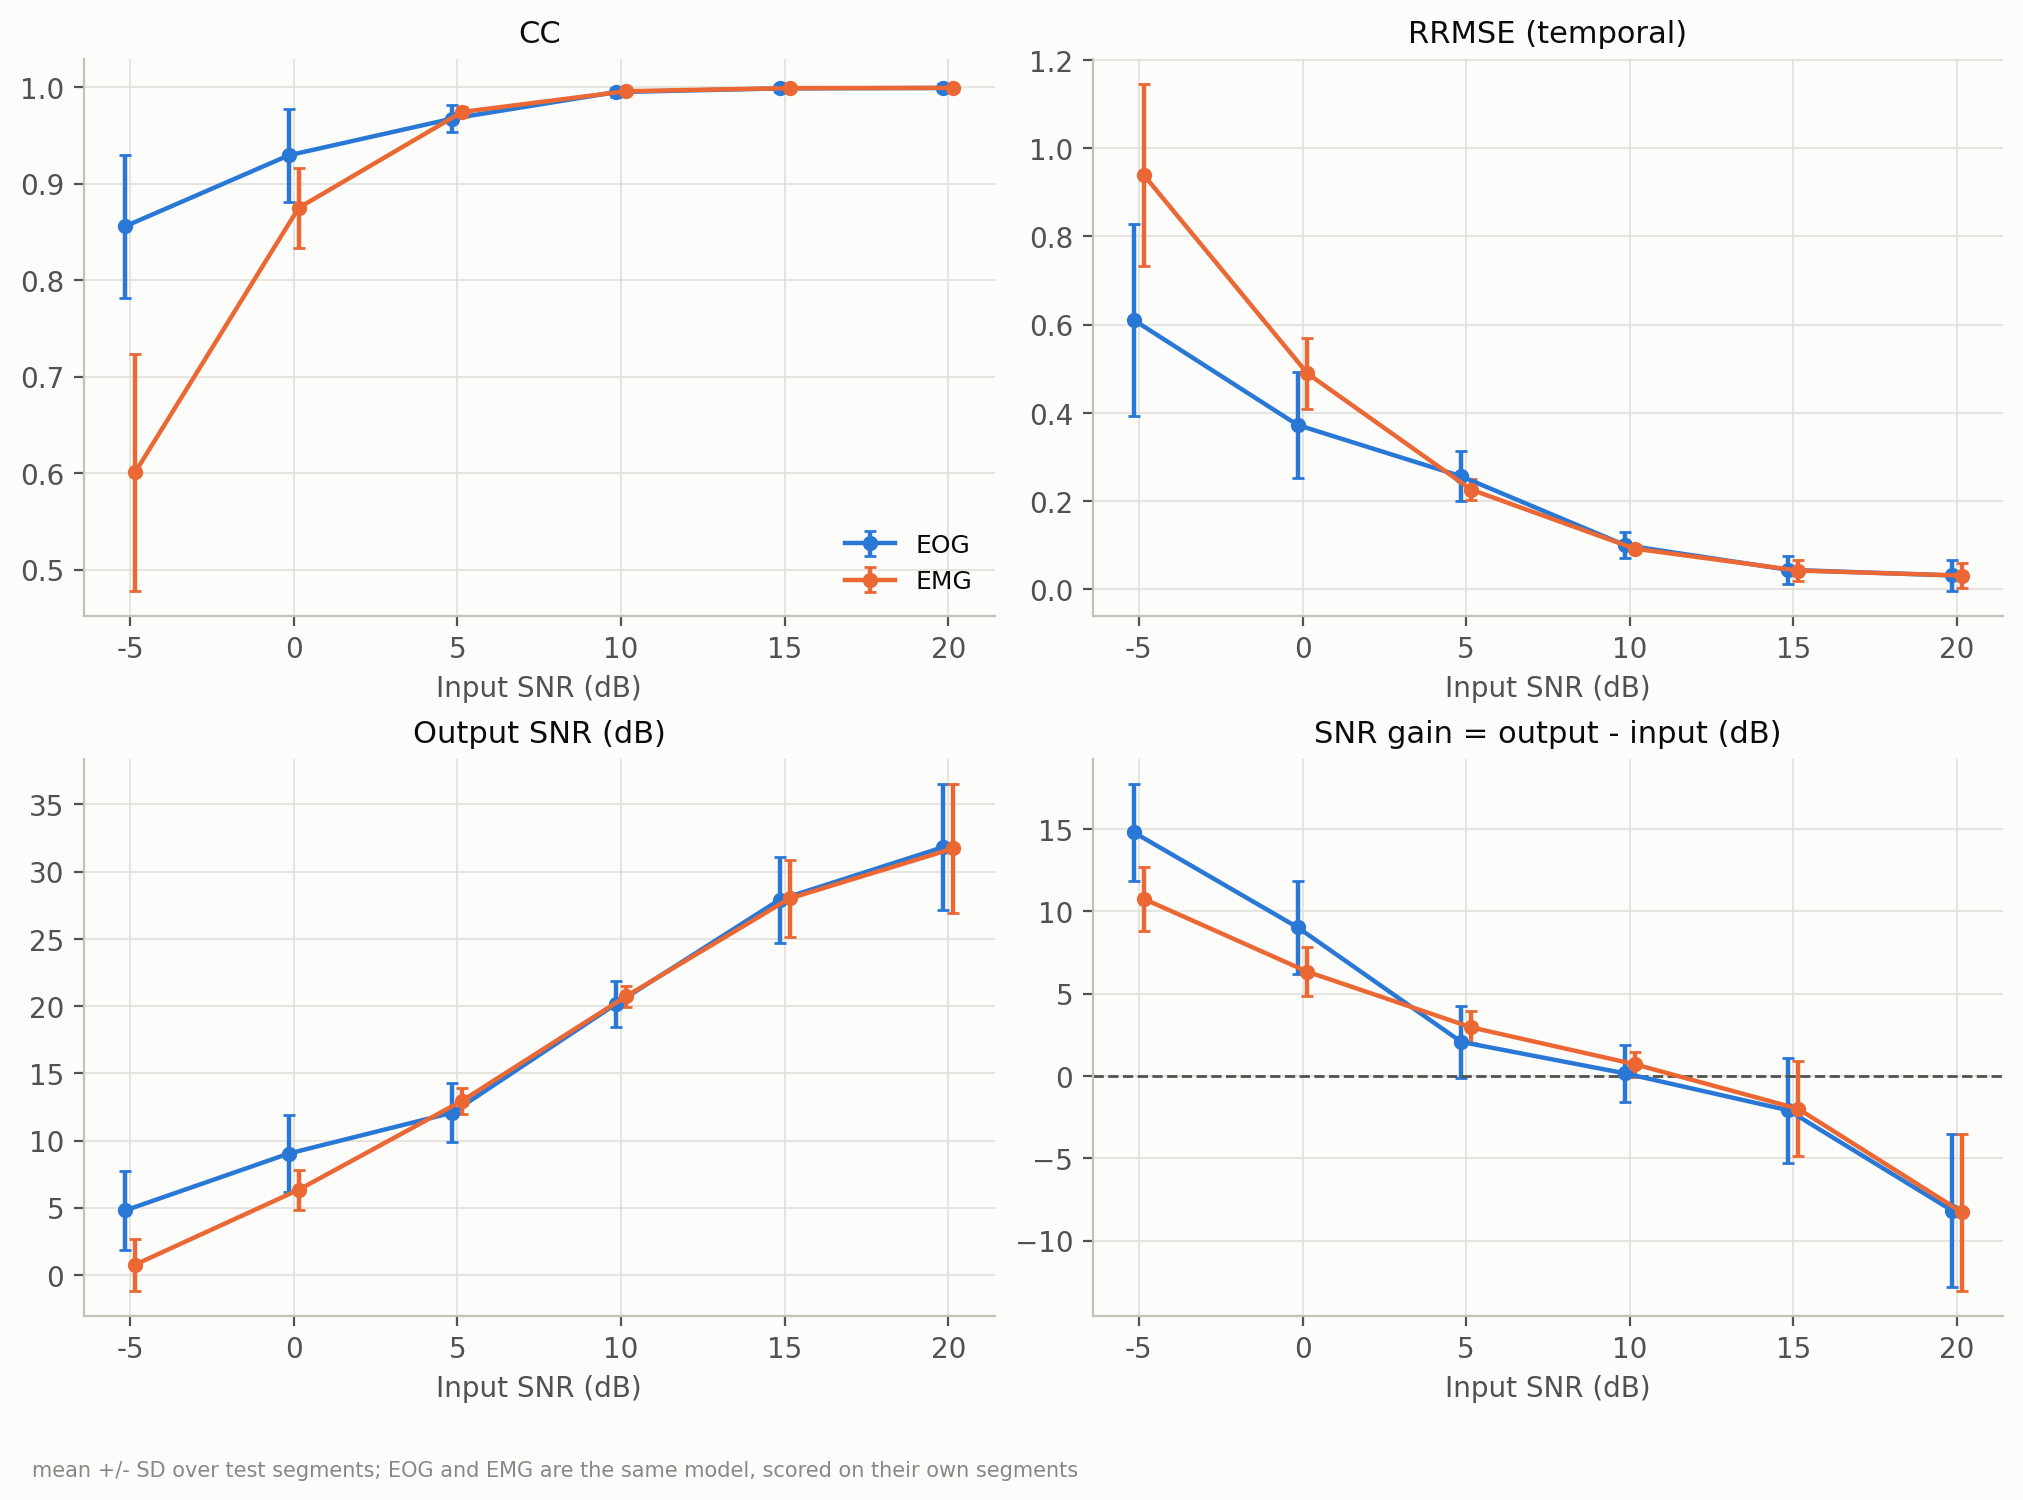 CC
1.0
0.9
0.8
0.7
0.6
0.5
EOG
EMG
-5 0 5 10 15 20
Input SNR (dB)
RRMSE (temporal)
1.2
1.0
0.8
0.6
0.4
0.2
0.0
-5 0 5 10 15 20
Input SNR (dB)
Output SNR (dB)
35
30
25
20
15
10
5
0
-5 0 5 10 15 20
Input SNR (dB)
SNR gain = output - input (dB)
15
10
5
0
−5
−10
-5 0 5 10 15 20
Input SNR (dB)
mean +/- SD over test segments; EOG and EMG are the same model, scored on their own segments